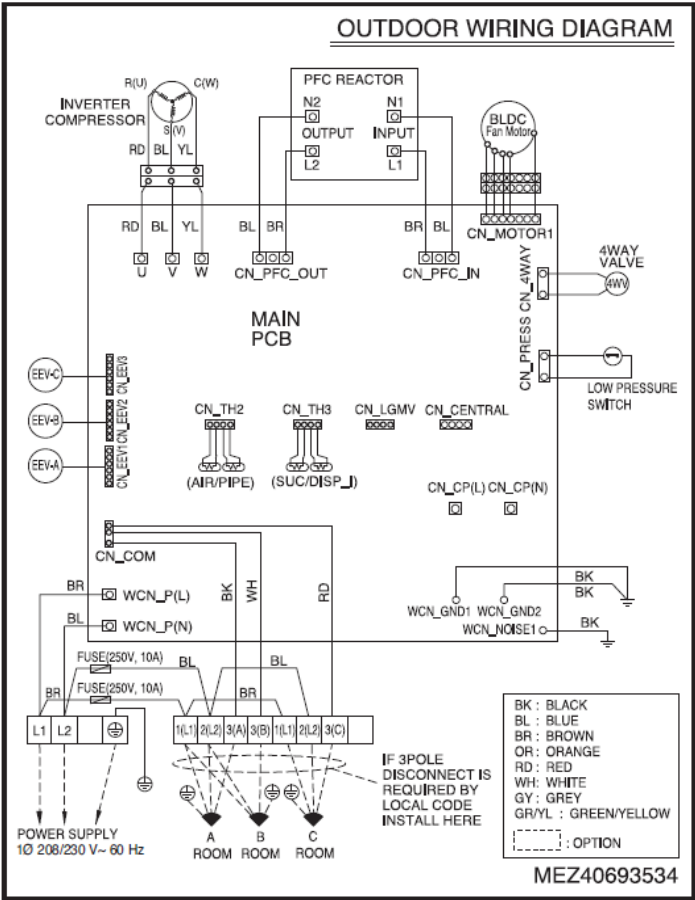 OUTDOOR WIRING DIAGRAM
R(U) C(W)
INVERTER
COMPRESSOR
S(V)
RD BL YL
PFC REACTOR
N2 N1
OUTPUT INPUT
L2 L1
BLDC
Fan Motor
RD BL YL
U V W
BL BR
CN_PFC_OUT
BR BL
CN_PFC_IN
CN_MOTOR1
CN_4WAY
4WAY
VALVE
4WV
CN_PRESS
LOW PRESSURE
SWITCH
MAIN
PCB
EEV-C
CN_EEV3
EEV-B
CN_EEV2
EEV-A
CN_EEV1
CN_TH2
(AIR/PIPE)
CN_TH3
(SUC/DISP_I)
CN_LGMV
CN_CENTRAL
CN_CP(L) CN_CP(N)
CN_COM
BK
WH
RD
BR
WCN_P(L)
BL
WCN_P(N)
BK
BK
WCN_GND1 WCN_GND2
WCN_NOISE1
BK
FUSE(250V, 10A)
BL
BL
FUSE(250V, 10A)
BR
BR
L1 L2
1(L1) 2(L2) 3(A) 3(B) 1(L1) 2(L2) 3(C)
IF 3POLE
DISCONNECT IS
REQUIRED BY
LOCAL CODE
INSTALL HERE
POWER SUPPLY
1Ø 208/230 V~ 60 Hz
A
ROOM
B
ROOM
C
ROOM
BK : BLACK
BL : BLUE
BR : BROWN
OR : ORANGE
RD : RED
WH: WHITE
GY : GREY
GR/YL : GREEN/YELLOW
: OPTION
MEZ40693534